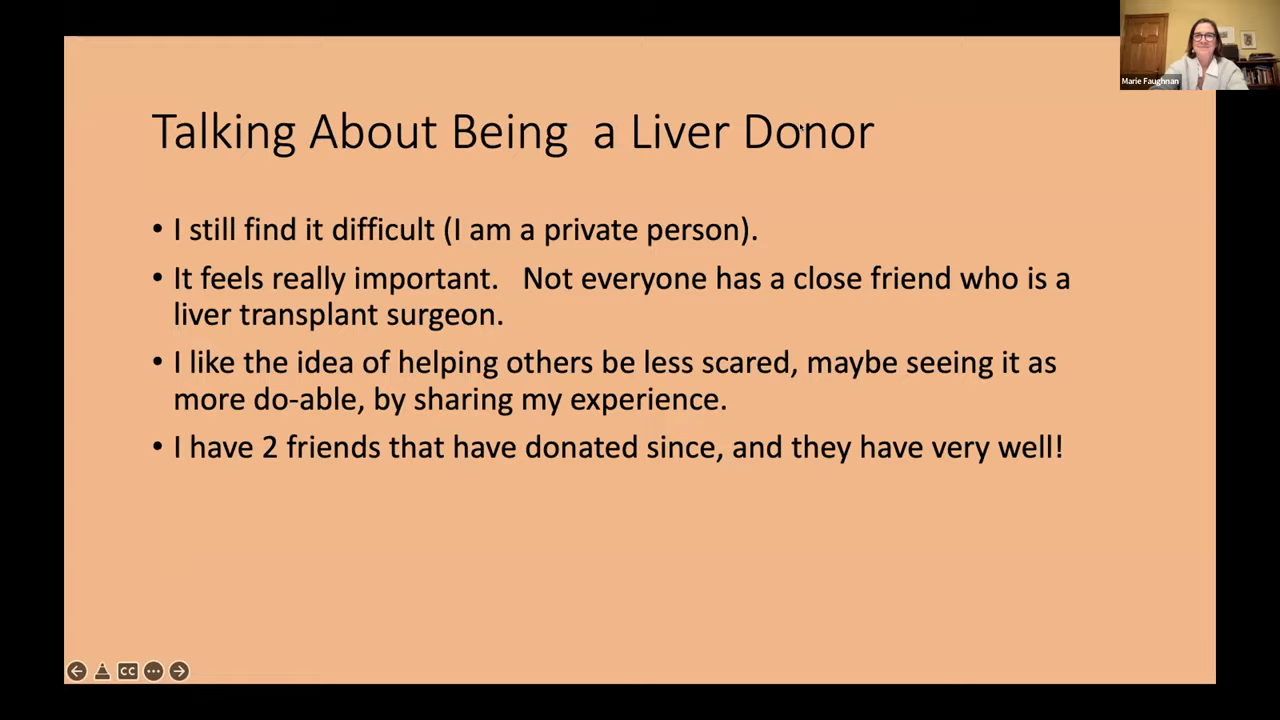 Marie Faughnan
Talking About Being  a Liver Donor
• I still find it difficult (I am a private person).
• It feels really important.   Not everyone has a close friend who is a
liver transplant surgeon.
• I like the idea of helping others be less scared, maybe seeing it as
more do-able, by sharing my experience.
• I have 2 friends that have donated since, and they have very well!
CC